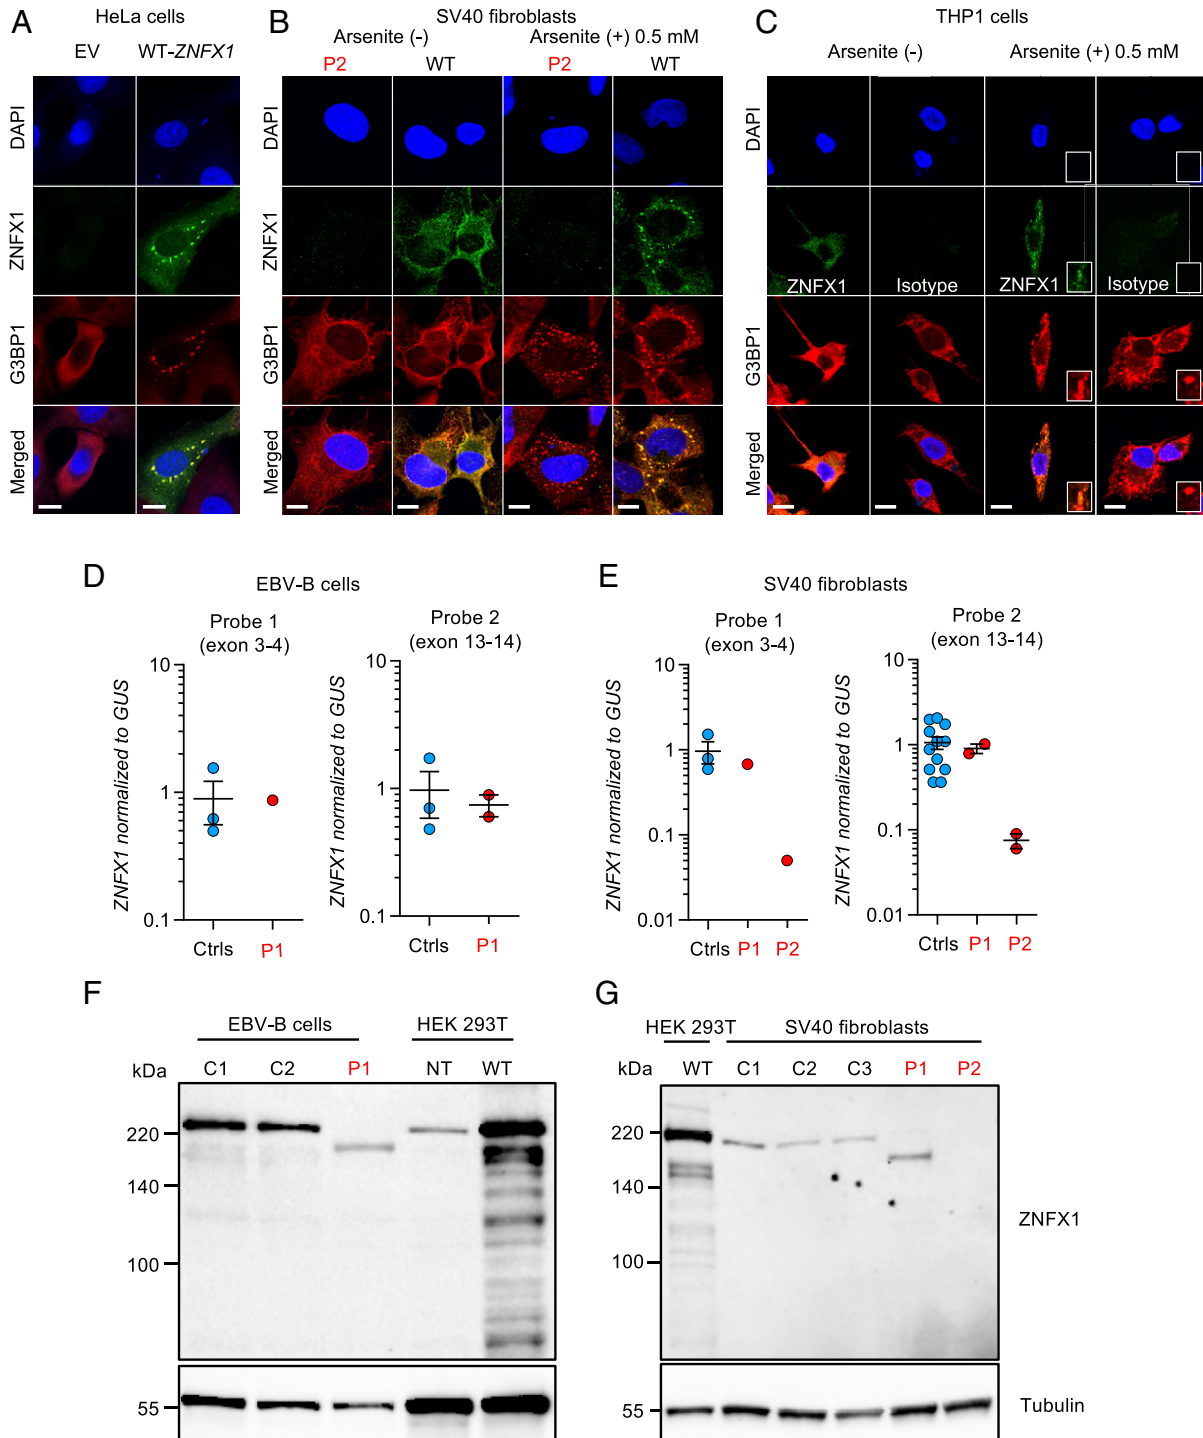 A
HeLa cells
EV
WT-ZNFX1
DAPI
ZNFX1
G3BP1
Merged
B
SV40 fibroblasts
Arsenite (-)
Arsenite (+) 0.5 mM
P2
WT
P2
WT
DAPI
ZNFX1
G3BP1
Merged
C
THP1 cells
Arsenite (-)
Arsenite (+) 0.5 mM
DAPI
ZNFX1
ZNFX1
Isotype
ZNFX1
Isotype
G3BP1
Merged
D
EBV-B cells
Probe 1
(exon 3-4)
ZNFX1 normalized to GUS
10
1
0.1
Ctrls
P1
Probe 2
(exon 13-14)
ZNFX1 normalized to GUS
10
1
0.1
Ctrls
P1
E
SV40 fibroblasts
Probe 1
(exon 3-4)
ZNFX1 normalized to GUS
10
1
0.1
0.01
Ctrls
P1
P2
Probe 2
(exon 13-14)
ZNFX1 normalized to GUS
10
1
0.1
0.01
Ctrls
P1
P2
F
EBV-B cells
HEK 293T
kDa
C1
C2
P1
NT
WT
220
140
100
55
G
HEK 293T
SV40 fibroblasts
kDa
WT
C1
C2
C3
P1
P2
220
140
100
ZNFX1
55
Tubulin